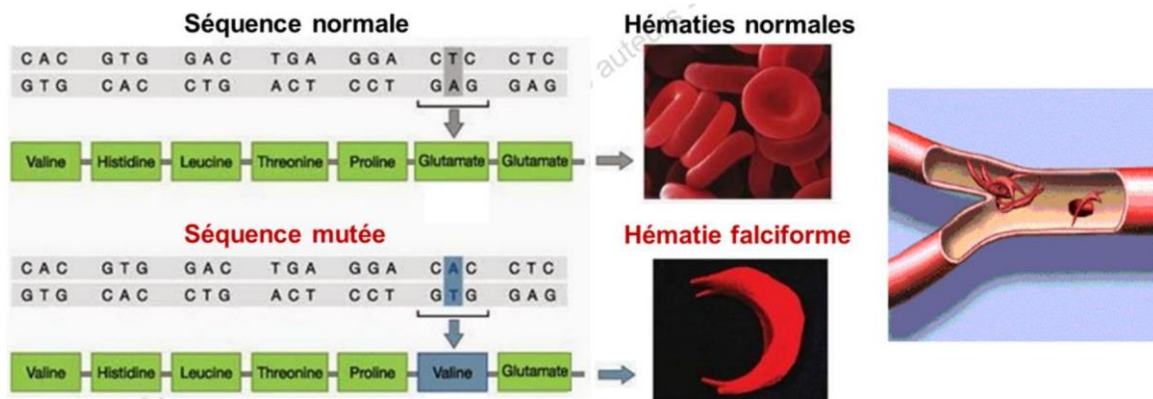 Séquence normale
CAC GTG GAC TGA GGA CTC CTC
GTG CAC CTG ACT CCT GAG GAG
Valine Histidine Leucine Threonine Proline Glutamate Glutamate
Hématies normales
auteurs
Séquence mutée
CAC GTG GAC TGA GGA CAC CTC
GTG CAC CTG ACT CCT GTG GAG
Valine Histidine Leucine Threonine Proline Valine Glutamate
Hématie falciforme